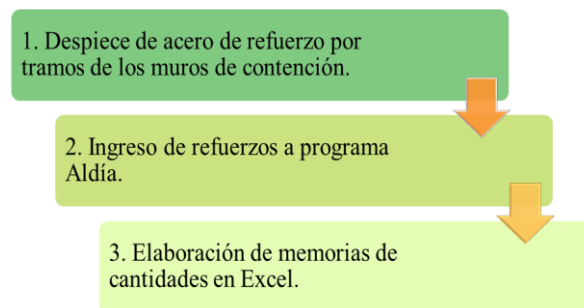 1. Despiece de acero de refuerzo por
tramos de los muros de contención.
2. Ingreso de refuerzos a programa
Aldía.
3. Elaboración de memorias de
cantidades en Excel.